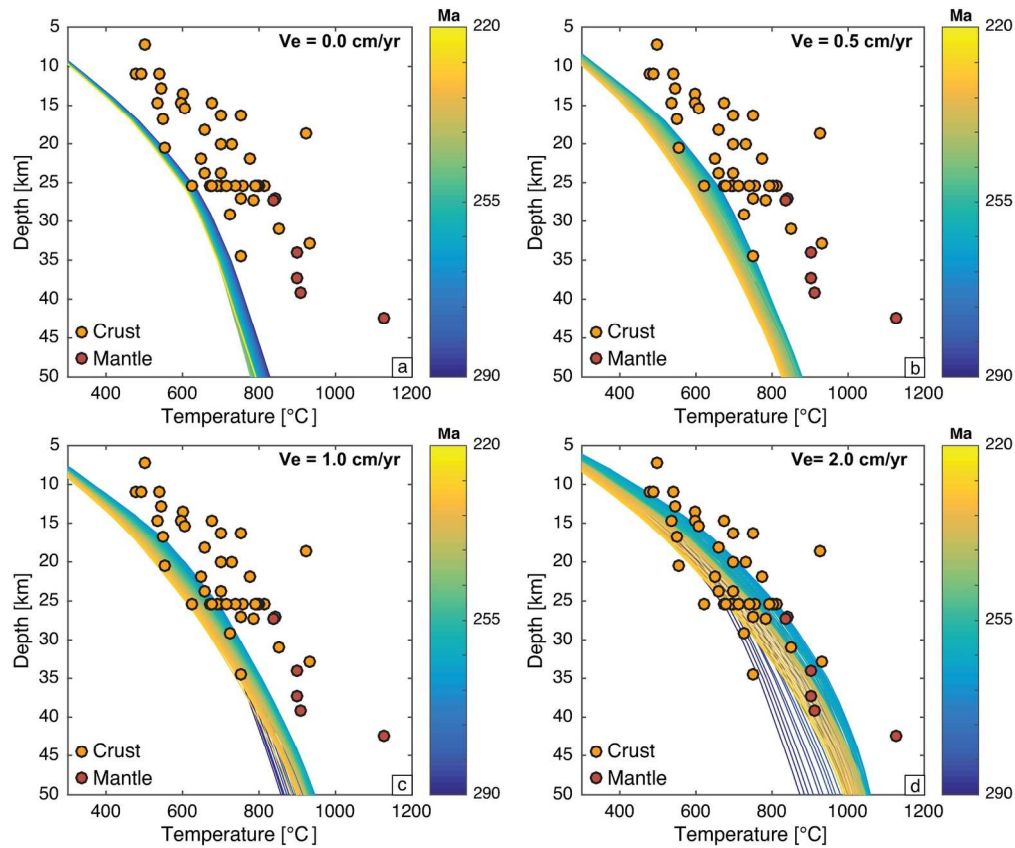 Ma
Ve = 0.0 cm/yr
5
10
15
20
25
30
35
40
45
50
Depth [km]
Crust
Mantle
a
300 400 600 800 1000 1200
Temperature [°C]
220
255
290
Ma
Ve = 0.5 cm/yr
5
10
15
20
25
30
35
40
45
50
Depth [km]
Crust
Mantle
b
300 400 600 800 1000 1200
Temperature [°C]
220
255
290
Ma
Ve = 1.0 cm/yr
5
10
15
20
25
30
35
40
45
50
Depth [km]
Crust
Mantle
c
300 400 600 800 1000 1200
Temperature [°C]
220
255
290
Ma
Ve= 2.0 cm/yr
5
10
15
20
25
30
35
40
45
50
Depth [km]
Crust
Mantle
d
300 400 600 800 1000 1200
Temperature [°C]
220
255
290